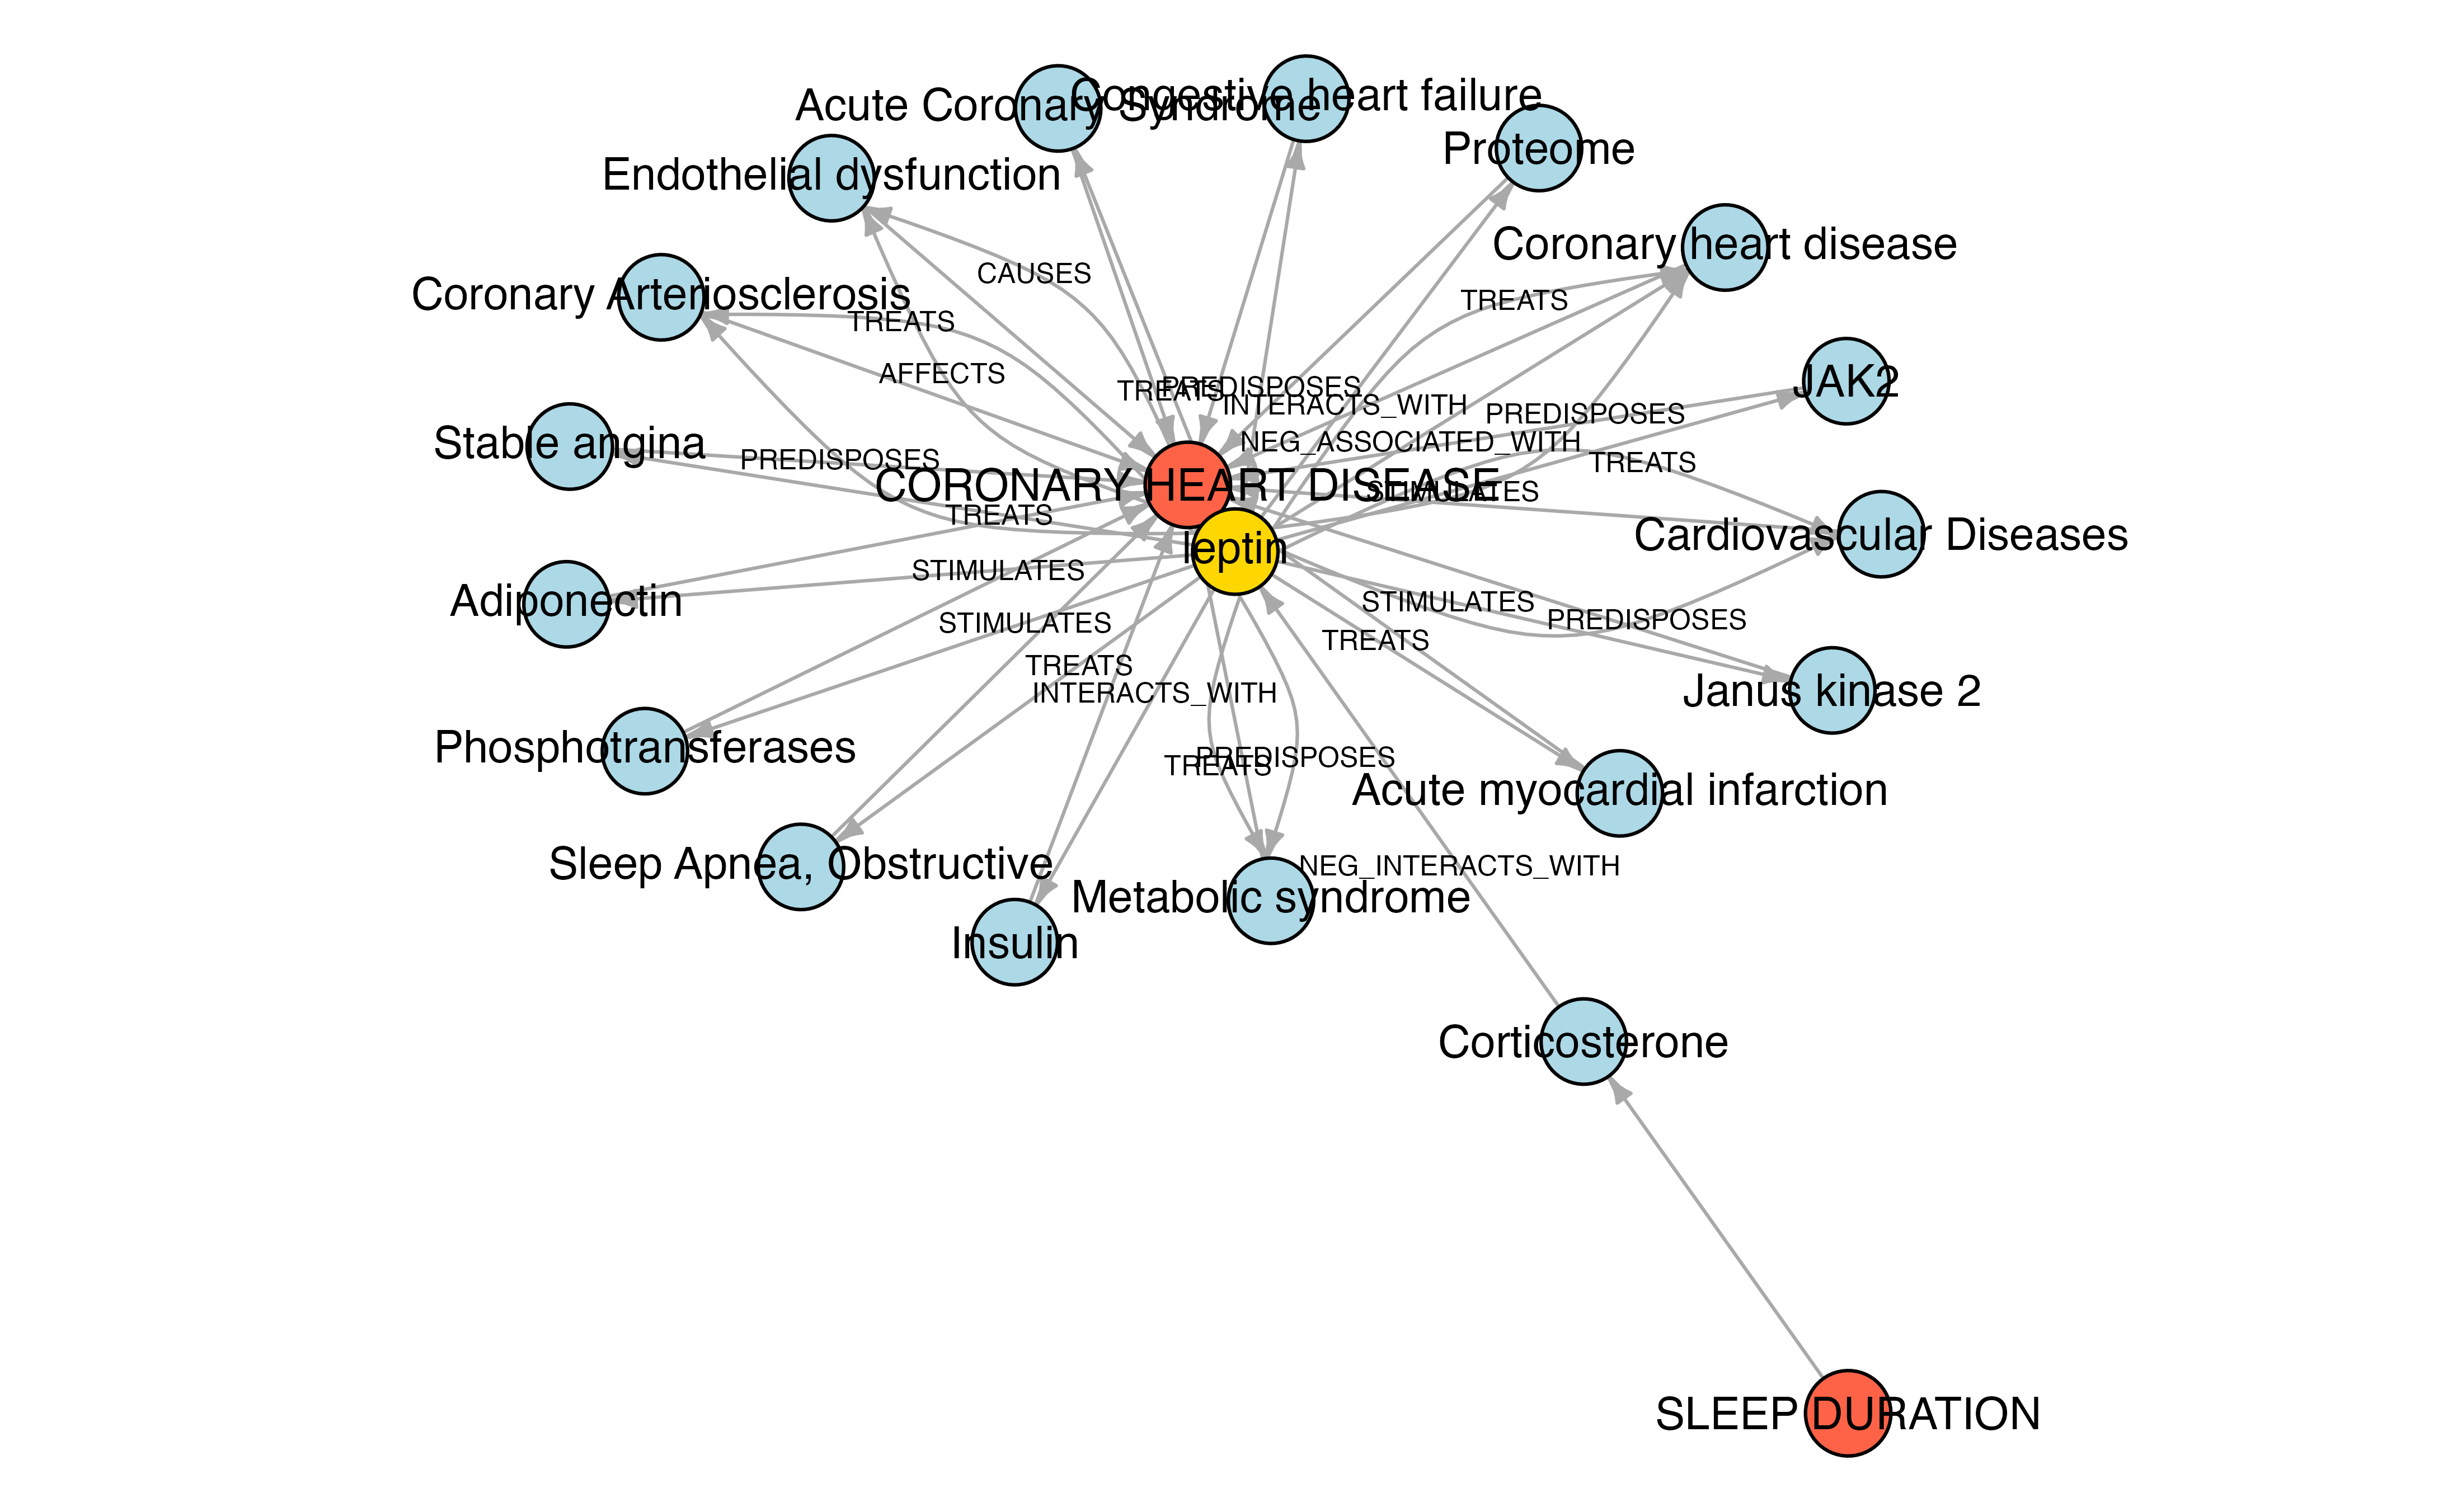 Congestive heart failure
Acute Coronary Syndrome
Proteome
Endothelial dysfunction
Coronary heart disease
CAUSES
Coronary Arteriosclerosis
TREATS
TREATS
AFFECTS
JAK2
PREDISPOSES
TREATS
INTERACTS_WITH
PREDISPOSES
NEG_ASSOCIATED_WITH
Stable angina
PREDISPOSES
TREATS
CORONARY HEART DISEASE
STIMULATES
TREATS
Cardiovascular Diseases
leptin
STIMULATES
Adiponectin
STIMULATES
PREDISPOSES
STIMULATES
TREATS
TREATS
Janus kinase 2
INTERACTS_WITH
Phosphotransferases
PREDISPOSES
TREATS
Acute myocardial infarction
Sleep Apnea, Obstructive
NEG_INTERACTS_WITH
Metabolic syndrome
Insulin
Corticosterone
SLEEP DURATION